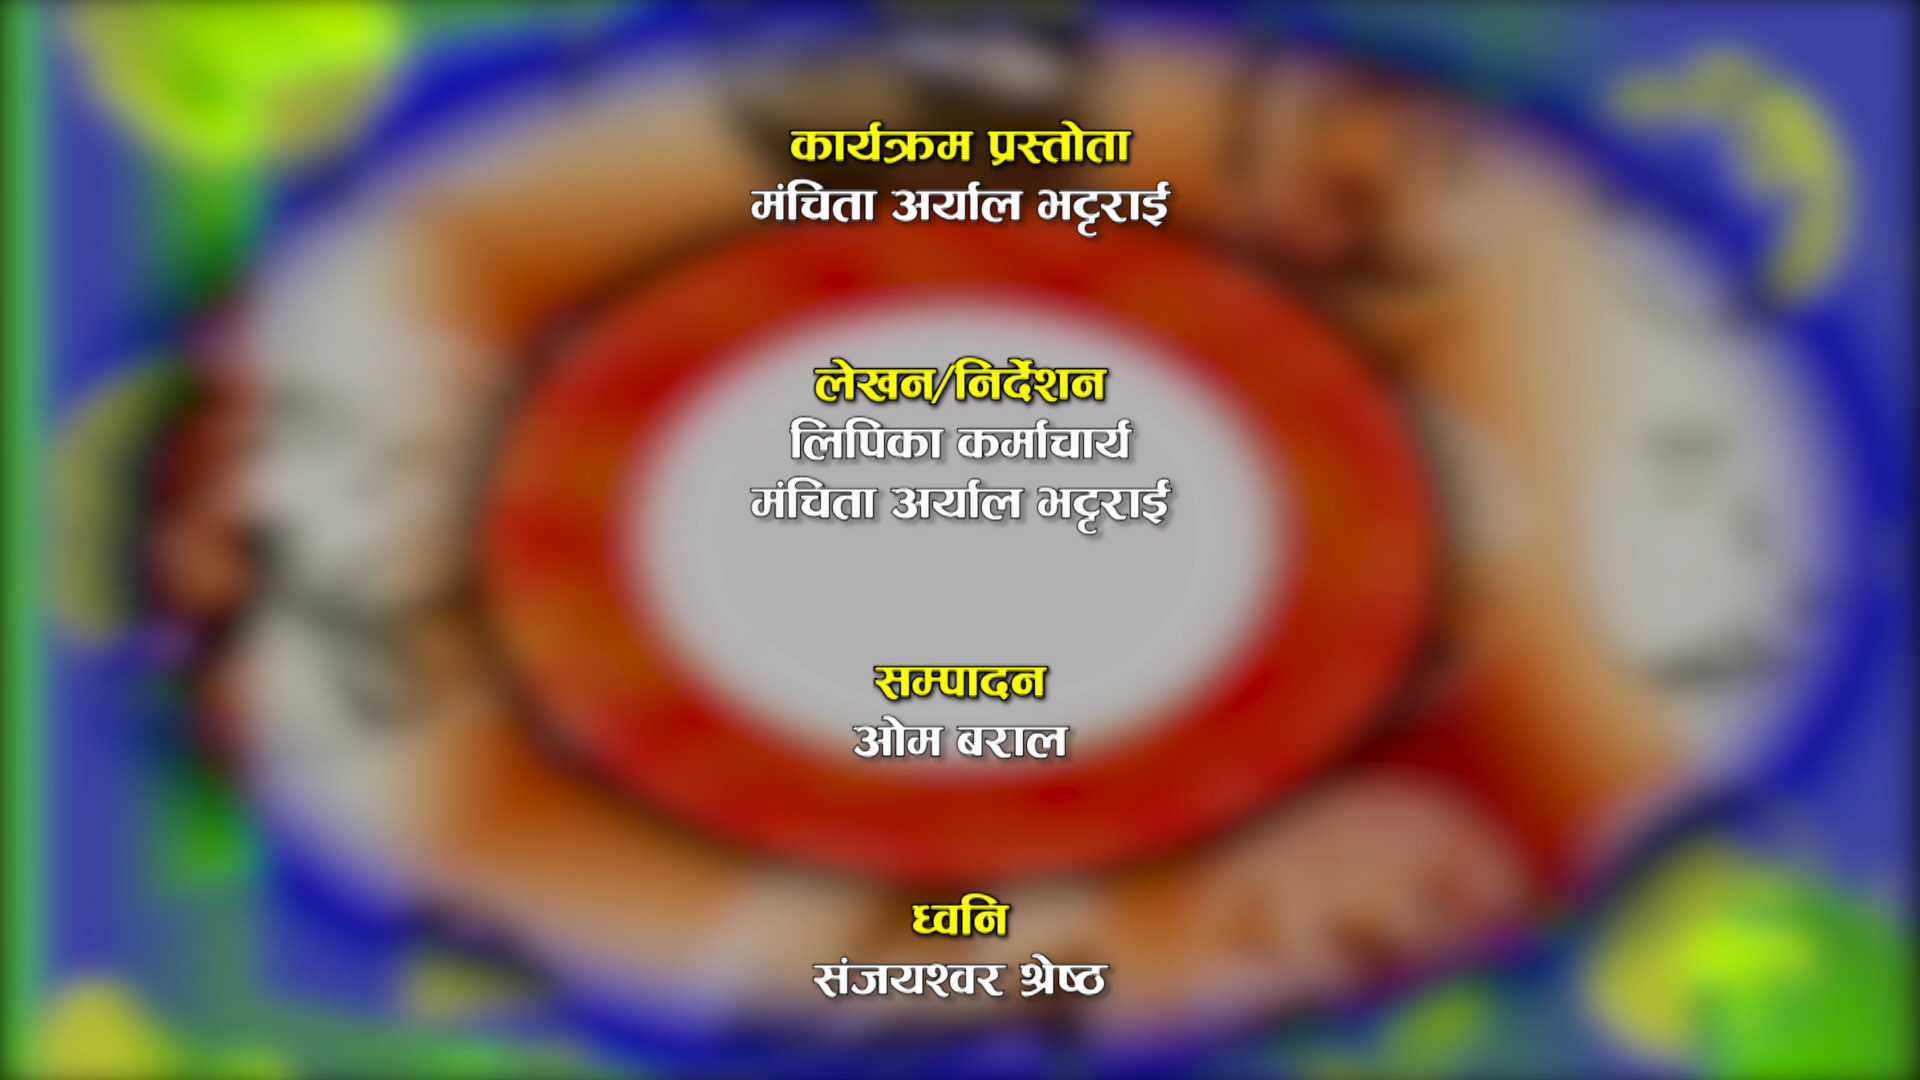 कार्यक्रम प्रस्तोता
मंचिता अर्याल भट्टराई
लेखन/निर्देशन
लिपिका कर्माचार्य
मंचिता अर्याल भट्टराई
सम्पादन
ओम बराल
ध्वनि
संजयश्वर श्रेष्ठ